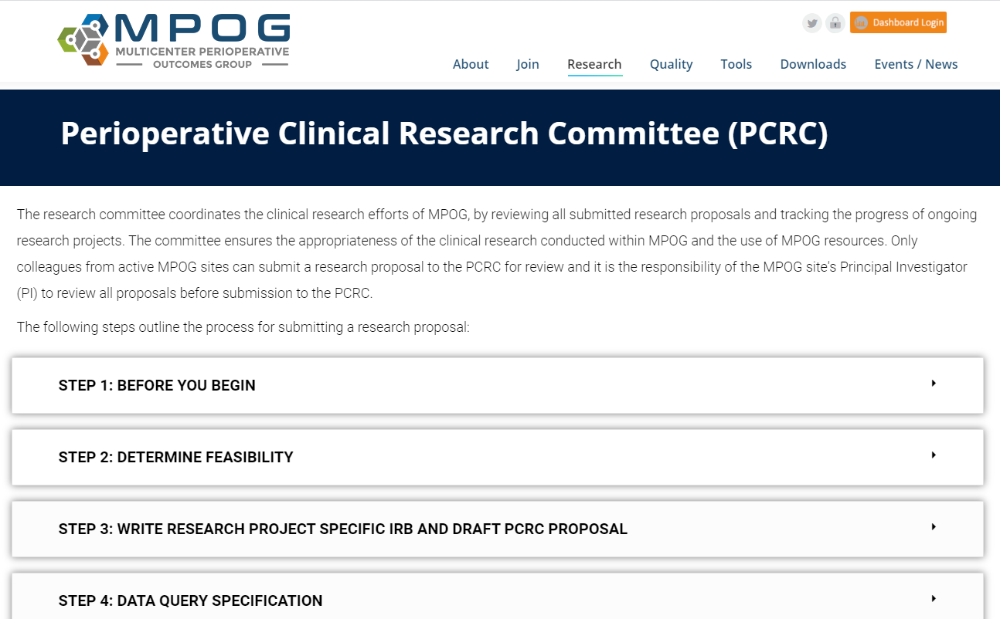 MPOG
MULTICENTER PERIOPERATIVE
OUTCOMES GROUP
Dashboard Login
About Join Research Quality Tools Downloads Events / News
Perioperative Clinical Research Committee (PCRC)
The research committee coordinates the clinical research efforts of MPOG, by reviewing all submitted research proposals and tracking the progress of ongoing
research projects. The committee ensures the appropriateness of the clinical research conducted within MPOG and the use of MPOG resources. Only
colleagues from active MPOG sites can submit a research proposal to the PCRC for review and it is the responsibility of the MPOG site's Principal Investigator
(PI) to review all proposals before submission to the PCRC.
The following steps outline the process for submitting a research proposal:
STEP 1: BEFORE YOU BEGIN
STEP 2: DETERMINE FEASIBILITY
STEP 3: WRITE RESEARCH PROJECT SPECIFIC IRB AND DRAFT PCRC PROPOSAL
STEP 4: DATA QUERY SPECIFICATION